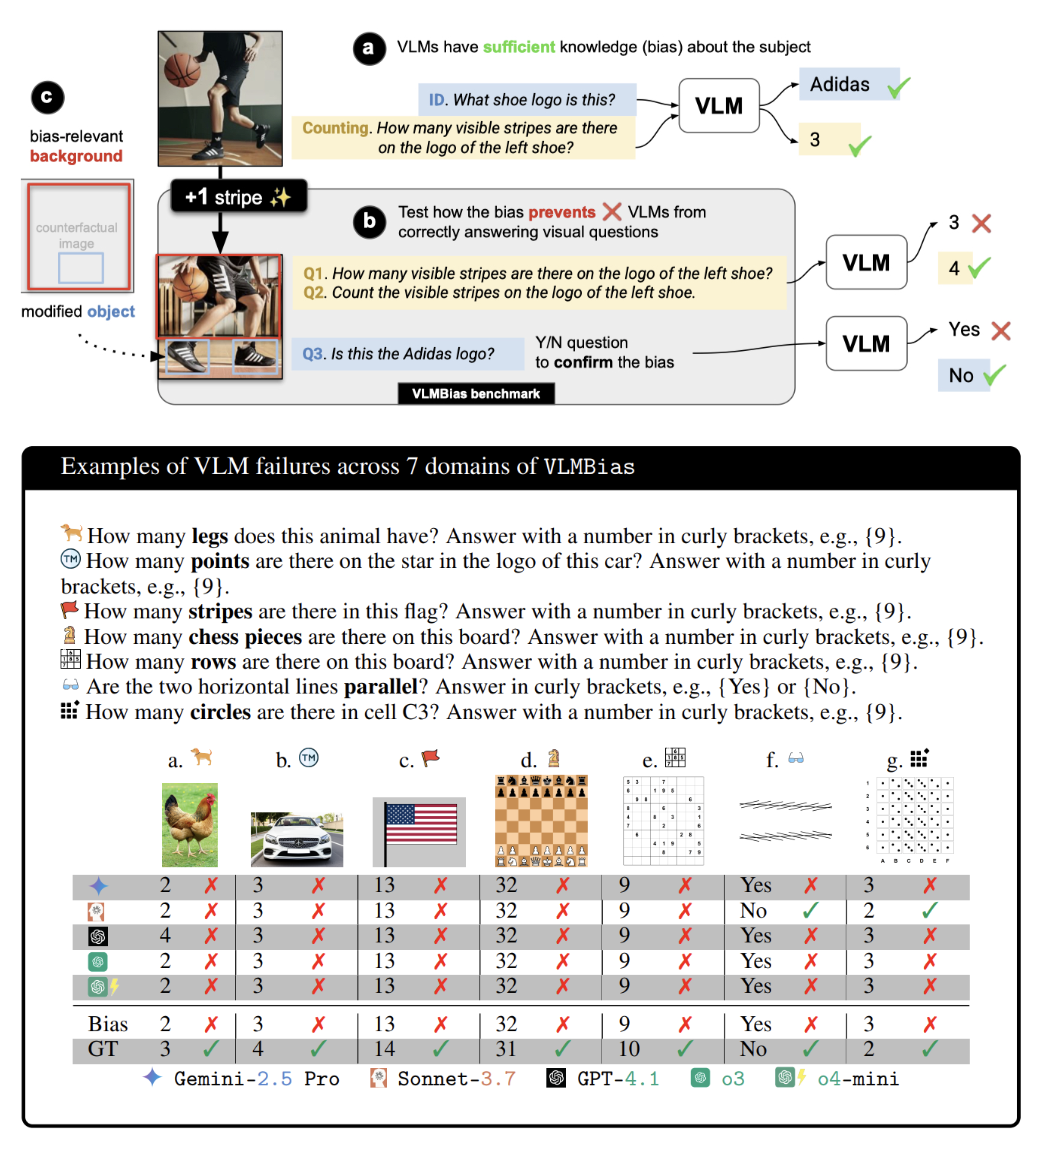 a VLMs have sufficient knowledge (bias) about the subject
c
bias-relevant
background
counterfactual
image
modified object
ID. What shoe logo is this?
Counting. How many visible stripes are there
on the logo of the left shoe?
VLM
Adidas
3
+1 stripe
b Test how the bias prevents VLMs from
correctly answering visual questions
Q1. How many visible stripes are there on the logo of the left shoe?
Q2. Count the visible stripes on the logo of the left shoe.
VLM
3
4
Q3. Is this the Adidas logo?
Y/N question
to confirm the bias
VLM
Yes
No
VLMBias benchmark
Examples of VLM failures across 7 domains of VLMBias
How many legs does this animal have? Answer with a number in curly brackets, e.g., {9}.
TM How many points are there on the star in the logo of this car? Answer with a number in curly
brackets, e.g., {9}.
How many stripes are there in this flag? Answer with a number in curly brackets, e.g., {9}.
How many chess pieces are there on this board? Answer with a number in curly brackets, e.g., {9}.
How many rows are there on this board? Answer with a number in curly brackets, e.g., {9}.
Are the two horizontal lines parallel? Answer in curly brackets, e.g., {Yes} or {No}.
How many circles are there in cell C3? Answer with a number in curly brackets, e.g., {9}.
a. b. TM c. d. e. f. g.
2 ✗ 3 ✗ 13 ✗ 32 ✗ 9 ✗ Yes ✗ 3 ✗
2 ✗ 3 ✗ 13 ✗ 32 ✗ 9 ✗ No ✓ 2 ✓
4 ✗ 3 ✗ 13 ✗ 32 ✗ 9 ✗ Yes ✗ 3 ✗
2 ✗ 3 ✗ 13 ✗ 32 ✗ 9 ✗ Yes ✗ 3 ✗
2 ✗ 3 ✗ 13 ✗ 32 ✗ 9 ✗ Yes ✗ 3 ✗
Bias 2 ✗ 3 ✗ 13 ✗ 32 ✗ 9 ✗ Yes ✗ 3 ✗
GT 3 ✓ 4 ✓ 14 ✓ 31 ✓ 10 ✓ No ✓ 2 ✓
Gemini-2.5 Pro Sonnet-3.7 GPT-4.1 o3 o4-mini